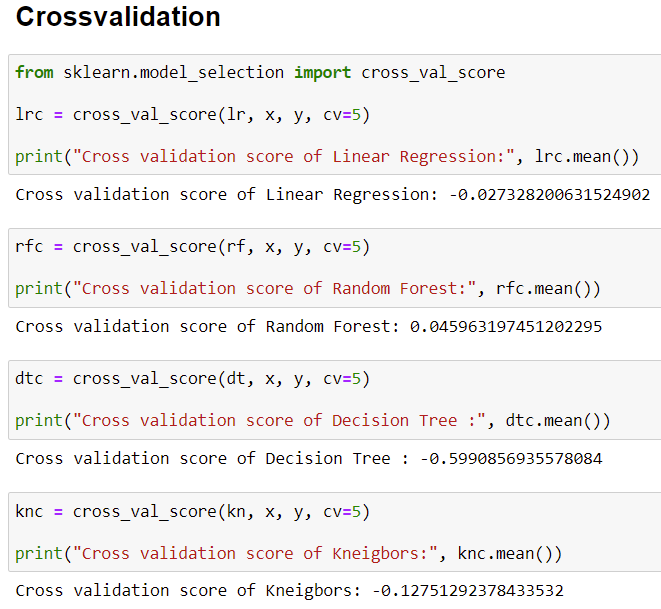 Crossvalidation
from sklearn.model_selection import cross_val_score
lrc = cross_val_score(lr, x, y, cv=5)
print("Cross validation score of Linear Regression:", lrc.mean())
Cross validation score of Linear Regression: -0.027328200631524902
rfc = cross_val_score(rf, x, y, cv=5)
print("Cross validation score of Random Forest:", rfc.mean())
Cross validation score of Random Forest: 0.045963197451202295
dtc = cross_val_score(dt, x, y, cv=5)
print("Cross validation score of Decision Tree :", dtc.mean())
Cross validation score of Decision Tree : -0.5990856935578084
knc = cross_val_score(kn, x, y, cv=5)
print("Cross validation score of Kneigbors:", knc.mean())
Cross validation score of Kneigbors: -0.12751292378433532